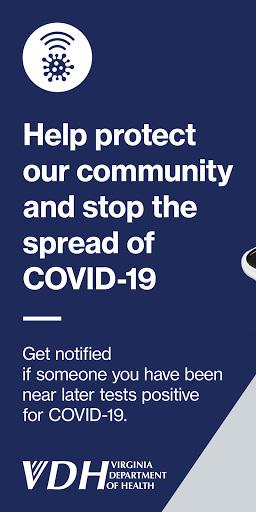 Help protect
our community
and stop the
spread of
COVID-19
Get notified
if someone you have been
near later tests positive
for COVID-19.
VDH VIRGINIA
DEPARTMENT
OF HEALTH